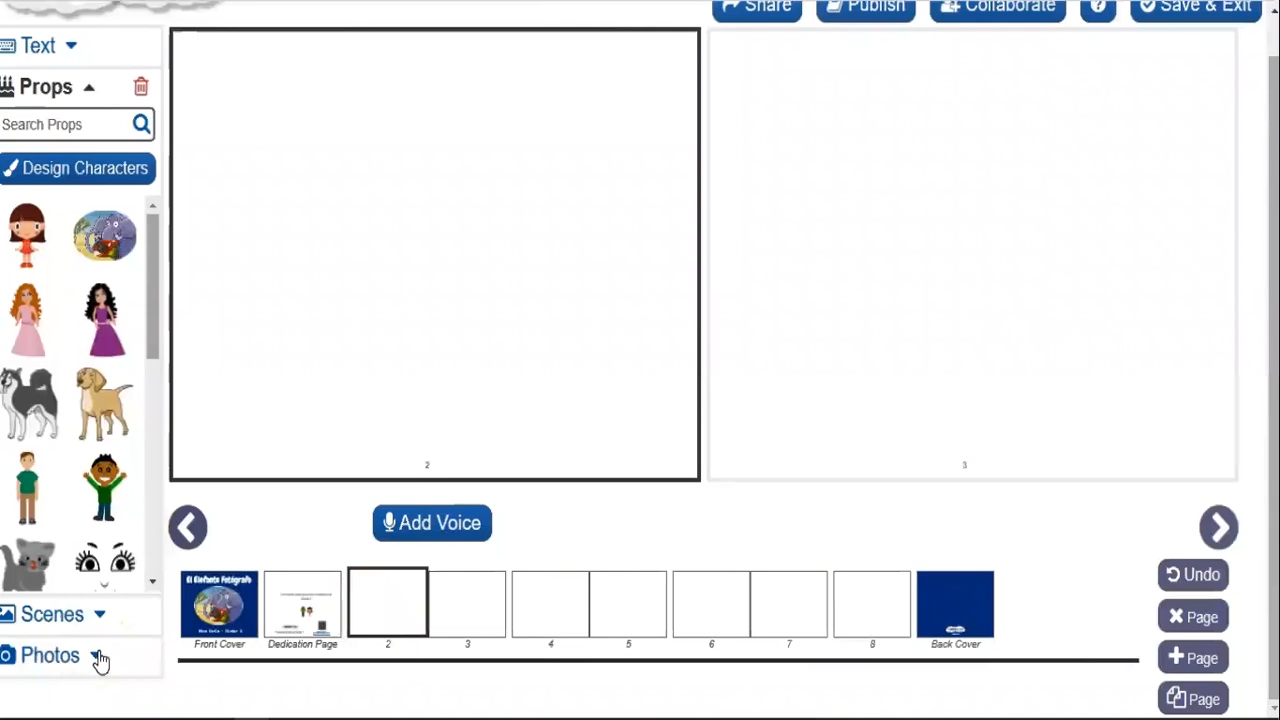 Share
Publish
Collaborate
?
Save & Exit
Text
Props
Search Props
Design Characters
2
3
Add Voice
El Elefante Fotógrafo
Front Cover
Dedication Page
2
3
4
5
6
7
8
Back Cover
Scenes
Photos
Undo
Page
Page
Page